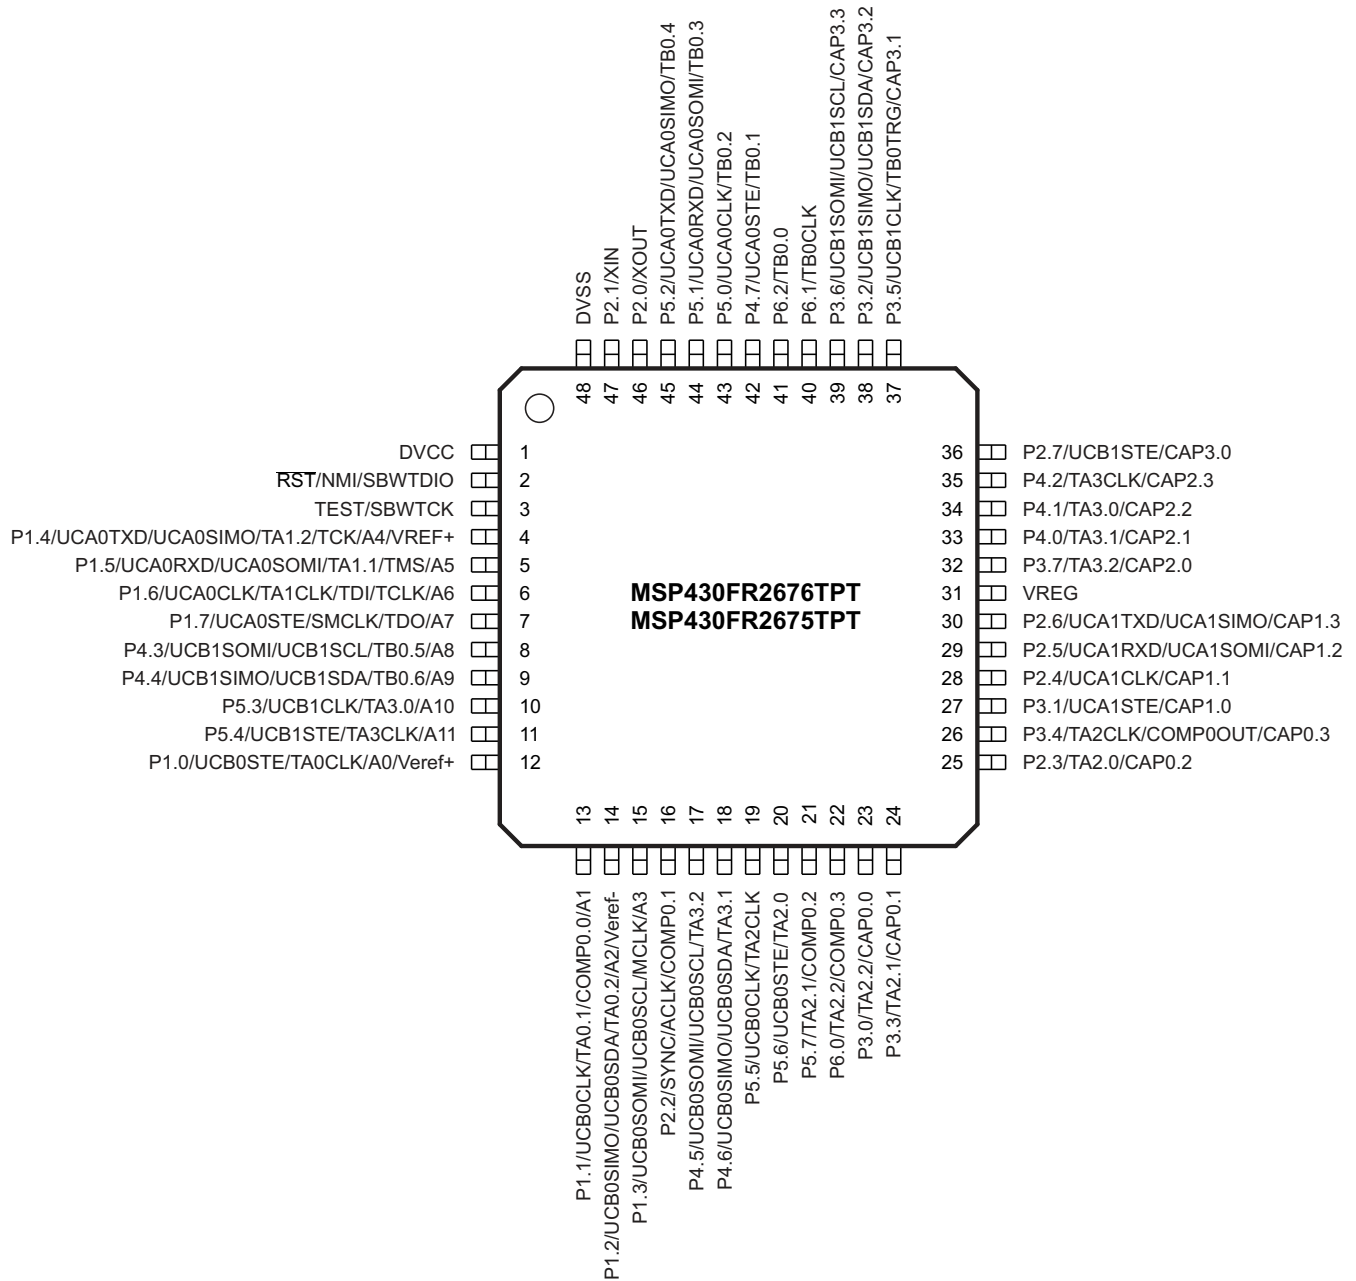 DVSS
P2.1/XIN
P2.0/XOUT
P5.2/UCA0TXD/UCA0SIMO/TB0.4
P5.1/UCA0RXD/UCA0SOMI/TB0.3
P5.0/UCA0CLK/TB0.2
P4.7/UCA0STE/TB0.1
P6.2/TB0.0
P6.1/TB0CLK
P3.6/UCB1SOMI/UCB1SCL/CAP3.3
P3.2/UCB1SIMO/UCB1SDA/CAP3.2
P3.5/UCB1CLK/TB0TRG/CAP3.1
48 47 46 45 44 43 42 41 40 39 38 37
DVCC 1
RST/NMI/SBWTDIO 2
TEST/SBWTCK 3
P1.4/UCA0TXD/UCA0SIMO/TA1.2/TCK/A4/VREF+ 4
P1.5/UCA0RXD/UCA0SOMI/TA1.1/TMS/A5 5
P1.6/UCA0CLK/TA1CLK/TDI/TCLK/A6 6
P1.7/UCA0STE/SMCLK/TDO/A7 7
P4.3/UCB1SOMI/UCB1SCL/TB0.5/A8 8
P4.4/UCB1SIMO/UCB1SDA/TB0.6/A9 9
P5.3/UCB1CLK/TA3.0/A10 10
P5.4/UCB1STE/TA3CLK/A11 11
P1.0/UCB0STE/TA0CLK/A0/Veref+ 12
MSP430FR2676TPT
MSP430FR2675TPT
36 P2.7/UCB1STE/CAP3.0
35 P4.2/TA3CLK/CAP2.3
34 P4.1/TA3.0/CAP2.2
33 P4.0/TA3.1/CAP2.1
32 P3.7/TA3.2/CAP2.0
31 VREG
30 P2.6/UCA1TXD/UCA1SIMO/CAP1.3
29 P2.5/UCA1RXD/UCA1SOMI/CAP1.2
28 P2.4/UCA1CLK/CAP1.1
27 P3.1/UCA1STE/CAP1.0
26 P3.4/TA2CLK/COMP0OUT/CAP0.3
25 P2.3/TA2.0/CAP0.2
13 14 15 16 17 18 19 20 21 22 23 24
P1.1/UCB0CLK/TA0.1/COMP0.0/A1
P1.2/UCB0SIMO/UCB0SDA/TA0.2/A2/Veref-
P1.3/UCB0SOMI/UCB0SCL/MCLK/A3
P2.2/SYNC/ACLK/COMP0.1
P4.5/UCB0SOMI/UCB0SCL/TA3.2
P4.6/UCB0SIMO/UCB0SDA/TA3.1
P5.5/UCB0CLK/TA2CLK
P5.6/UCB0STE/TA2.0
P5.7/TA2.1/COMP0.2
P6.0/TA2.2/COMP0.3
P3.0/TA2.2/CAP0.0
P3.3/TA2.1/CAP0.1